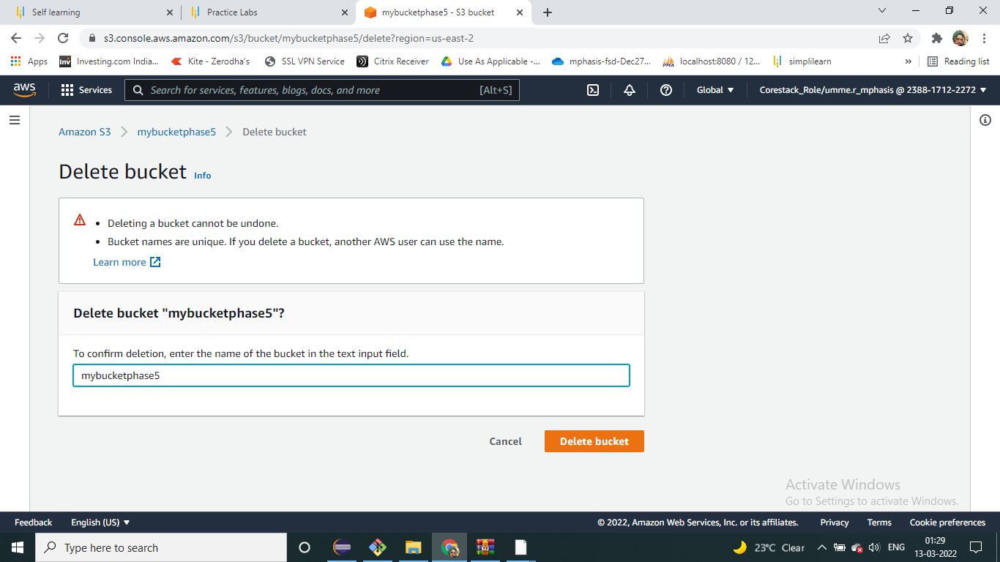 Self learning
Practice Labs
mybucketphase5 - S3 bucket
s3.console.aws.amazon.com/s3/bucket/mybucketphase5/delete?region=us-east-2
Apps
inv Investing.com India...
Kite - Zerodha's
SSL VPN Service
Citrix Receiver
Use As Applicable -...
mphasis-fsd-Dec27...
localhost:8080 / 12...
simplilearn
»
Reading list
aws
Services
Search for services, features, blogs, docs, and more [Alt+S]
Global
Corestack_Role/umme.r_mphasis @ 2388-1712-2272
Amazon S3 > mybucketphase5 > Delete bucket
Delete bucket Info
• Deleting a bucket cannot be undone.
• Bucket names are unique. If you delete a bucket, another AWS user can use the name.
Learn more
Delete bucket "mybucketphase5"?
To confirm deletion, enter the name of the bucket in the text input field.
mybucketphase5
Cancel
Delete bucket
Activate Windows
Go to Settings to activate Windows.
Feedback
English (US)
© 2022, Amazon Web Services, Inc. or its affiliates.
Privacy
Terms
Cookie preferences
Type here to search
23°C Clear
ENG
01:29
13-03-2022